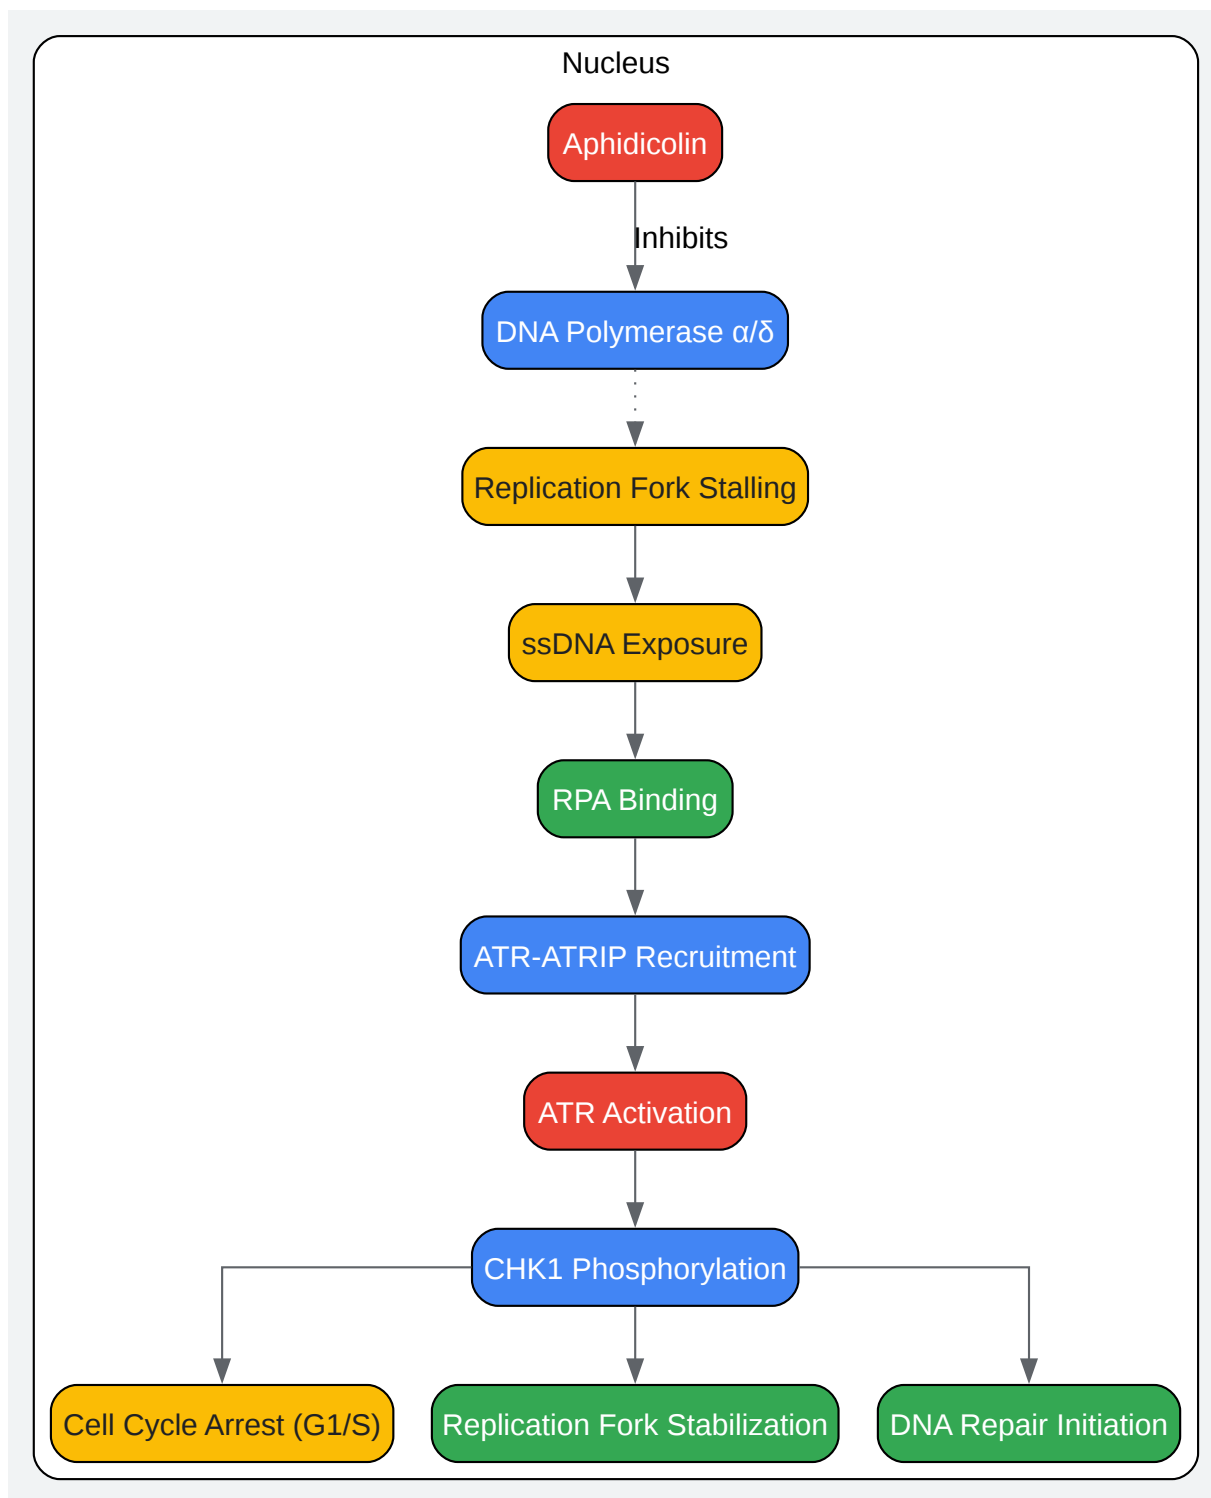 Nucleus
Aphidicolin
Inhibits
DNA Polymerase α/δ
Replication Fork Stalling
ssDNA Exposure
RPA Binding
ATR-ATRIP Recruitment
ATR Activation
CHK1 Phosphorylation
Cell Cycle Arrest (G1/S)
Replication Fork Stabilization
DNA Repair Initiation